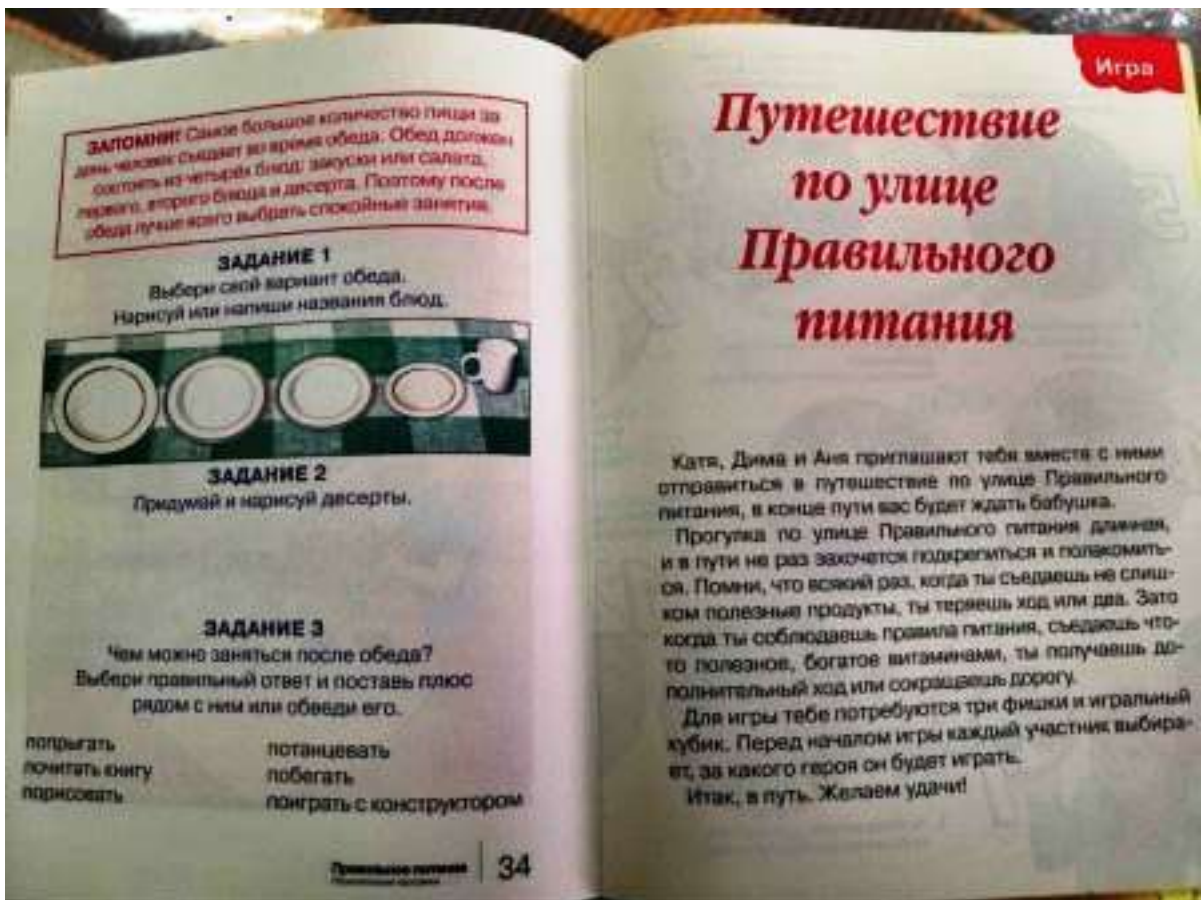 ЗАПОМНИ! Самое большое количество пищи за
день человек съедает во время обеда. Обед должен
состоять из четырёх блюд: закуски или салата,
первого, второго блюда и десерта. Поэтому после
обеда лучше всего выбрать спокойные занятия.
ЗАДАНИЕ 1
Выбери свой вариант обеда.
Нарисуй или напиши названия блюд.
ЗАДАНИЕ 2
Придумай и нарисуй десерты.
ЗАДАНИЕ 3
Чем можно заняться после обеда?
Выбери правильный ответ и поставь плюс
рядом с ним или обведи его.
попрыгать
почитать книгу
порисовать
потанцевать
побегать
поиграть с конструктором
Правильное питание
34
Игра
Путешествие
по улице
Правильного
питания
Катя, Дима и Аня приглашают тебя вместе с ними
отправиться в путешествие по улице Правильного
питания, в конце пути вас будет ждать бабушка.
Прогулка по улице Правильного питания длинная,
и в пути не раз захочется подкрепиться и полакомить-
ся. Помни, что всякий раз, когда ты съедаешь не слиш-
ком полезные продукты, ты теряешь ход или два. Зато
когда ты соблюдаешь правила питания, съедаешь что-
то полезное, богатое витаминами, ты получаешь до-
полнительный ход или сокращаешь дорогу.
Для игры тебе потребуются три фишки и игральный
кубик. Перед началом игры каждый участник выбира-
ет, за какого героя он будет играть.
Итак, в путь. Желаем удачи!